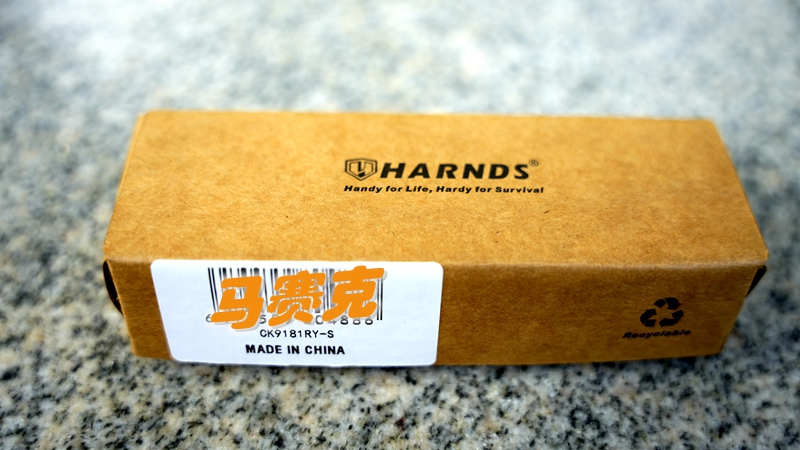 HARNDS®
Handy for Life, Hardy for Survival
马赛克
CK9181RY-S
MADE IN CHINA
Recyclable